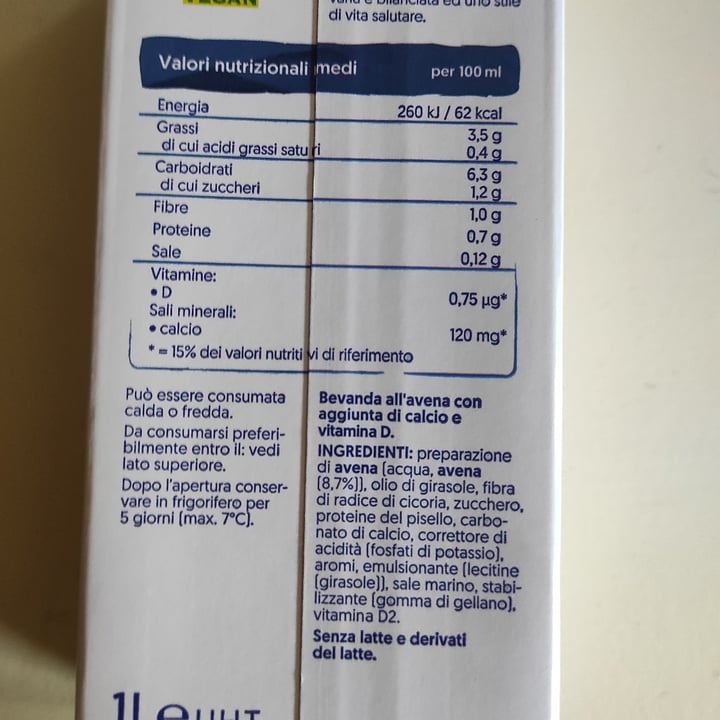 VEGAN
di vita salutare.
Valori nutrizionali medi per 100 ml
Energia 260 kJ / 62 kcal
Grassi 3,5 g
di cui acidi grassi saturi 0,4 g
Carboidrati 6,3 g
di cui zuccheri 1,2 g
Fibre 1,0 g
Proteine 0,7 g
Sale 0,12 g
Vitamine:
• D 0,75 µg*
Sali minerali:
• calcio 120 mg*
* = 15% dei valori nutritivi di riferimento
Può essere consumata
calda o fredda.
Da consumarsi preferi-
bilmente entro il: vedi
lato superiore.
Dopo l'apertura conser-
vare in frigorifero per
5 giorni (max. 7°C).
Bevanda all'avena con
aggiunta di calcio e
vitamina D.
INGREDIENTI: preparazione
di avena [acqua, avena
(8,7%)], olio di girasole, fibra
di radice di cicoria, zucchero,
proteine del pisello, carbo-
nato di calcio, correttore di
acidità (fosfati di potassio),
aromi, emulsionante [lecitine
(girasole)], sale marino, stabi-
lizzante (gomma di gellano),
vitamina D2.
Senza latte e derivati
del latte.
1L e UHT